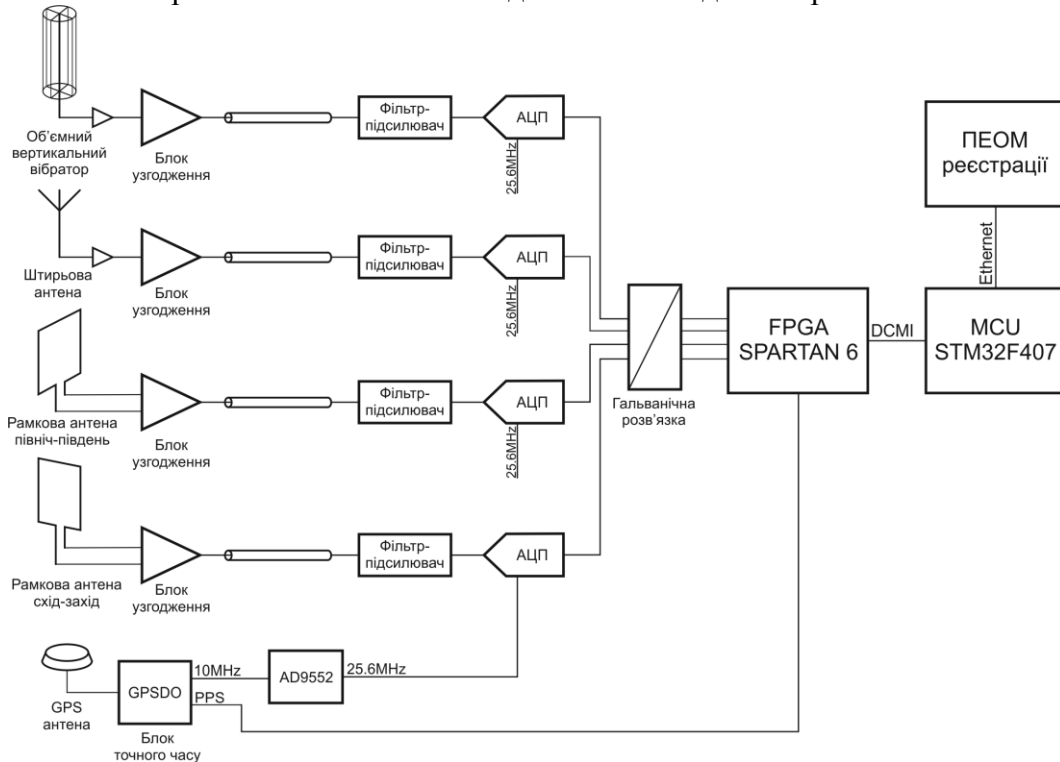 Об'ємний
вертикальний
вібратор
Блок
узгодження
Фільтр-
підсилювач
АЦП
25.6MHz
ПЕОМ
реєстрації
Ethernet
Штирьова
антена
Блок
узгодження
Фільтр-
підсилювач
АЦП
25.6MHz
FPGA
SPARTAN 6
DCMI
MCU
STM32F407
Гальванічна
розв'язка
Рамкова антена
північ-південь
Блок
узгодження
Фільтр-
підсилювач
АЦП
25.6MHz
Рамкова антена
схід-захід
Блок
узгодження
Фільтр-
підсилювач
АЦП
GPS
антена
GPSDO
10MHz
PPS
AD9552
25.6MHz
Блок
точного часу